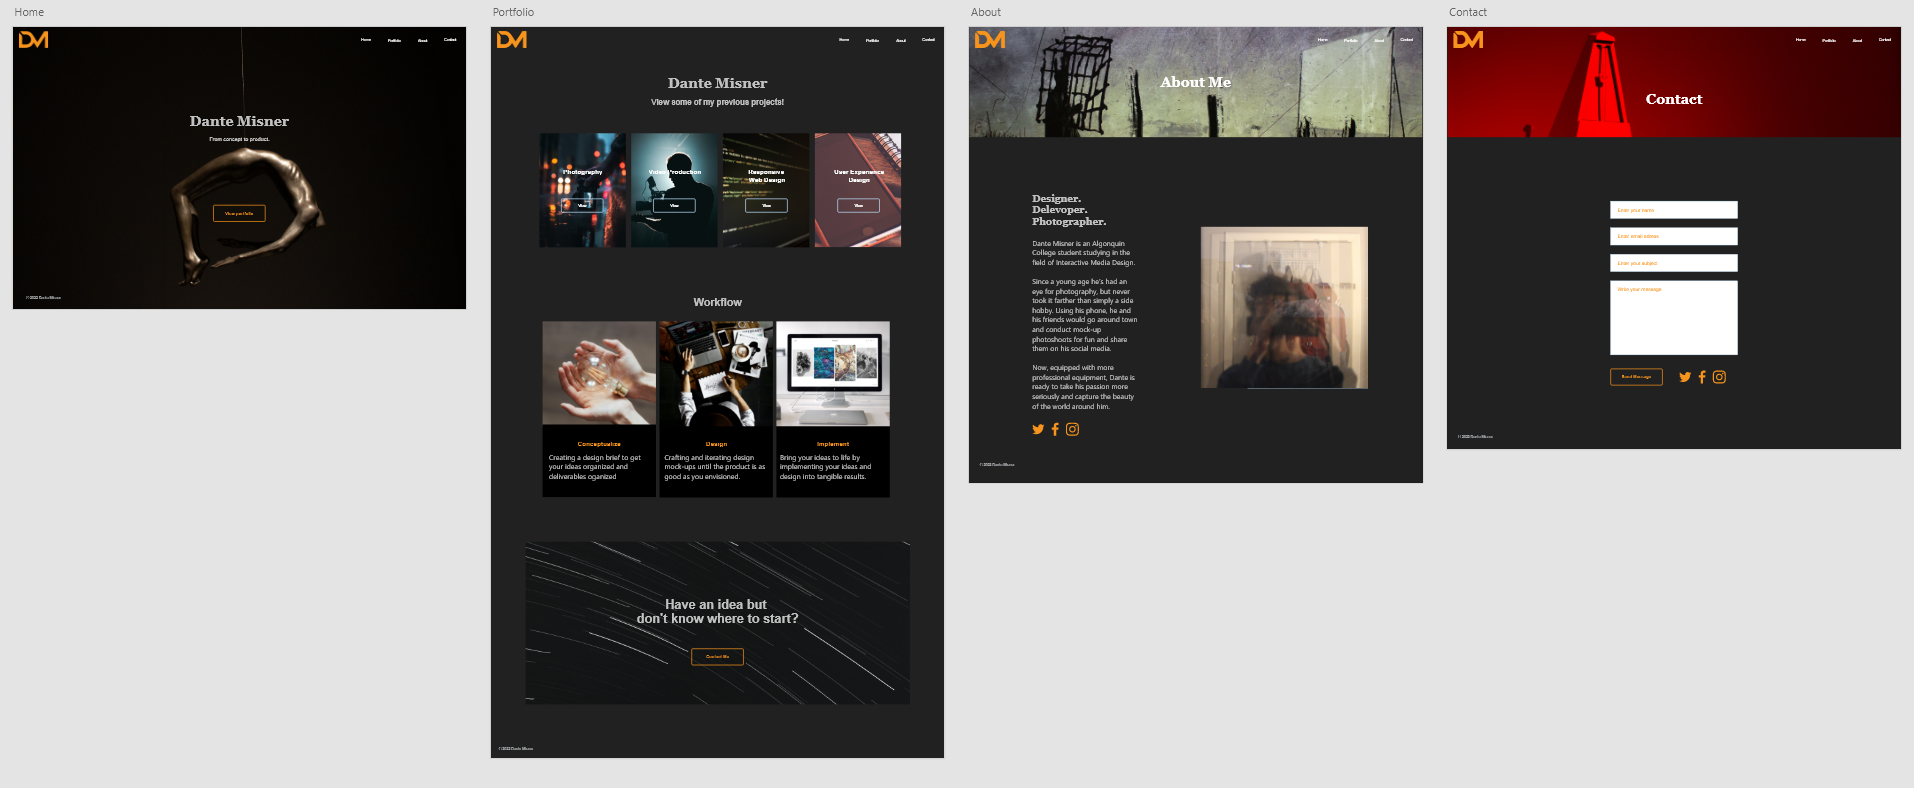 Home
DM
Home Portfolio About Contact
Dante Misner
From concept to product.
View portfolio
© 2022 Dante Misner
Portfolio
DM
Home Portfolio About Contact
Dante Misner
View some of my previous projects!
Photography
View
Video Production
View
Responsive
Web Design
View
User Experience
Design
View
Workflow
Conceptualize
Creating a design brief to get
your ideas organized and
deliverables oganized
Design
Crafting and iterating design
mock-ups until the product is as
good as you envisioned.
Implement
Bring your ideas to life by
implementing your ideas and
design into tangible results.
Have an idea but
don't know where to start?
Contact Me
© 2022 Dante Misner
About
DM
Home Portfolio About Contact
About Me
Designer.
Delevoper.
Photographer.
Dante Misner is an Algonquin
College student studying in the
field of Interactive Media Design.
Since a young age he's had an
eye for photography, but never
took it farther than simply a side
hobby. Using his phone, he and
his friends would go around town
and conduct mock-up
photoshoots for fun and share
them on his social media.
Now, equipped with more
professional equipment, Dante is
ready to take his passion more
seriously and capture the beauty
of the world around him.
© 2022 Dante Misner
Contact
DM
Home Portfolio About Contact
Contact
Enter your name
Enter email address
Enter your subject
Write your message
Send Message
© 2022 Dante Misner